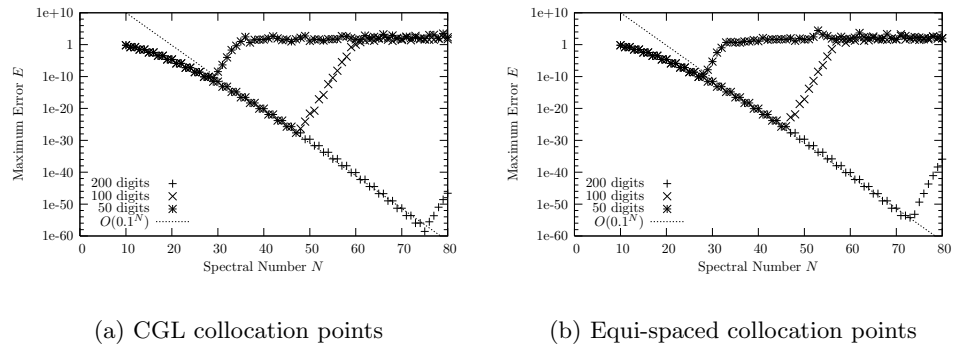 1e+10
1
1e-10
1e-20
1e-30
1e-40
1e-50
1e-60
Maximum Error E
200 digits
100 digits
50 digits
O(0.1^N)
0 10 20 30 40 50 60 70 80
Spectral Number N
(a) CGL collocation points
1e+10
1
1e-10
1e-20
1e-30
1e-40
1e-50
1e-60
Maximum Error E
200 digits
100 digits
50 digits
O(0.1^N)
0 10 20 30 40 50 60 70 80
Spectral Number N
(b) Equi-spaced collocation points